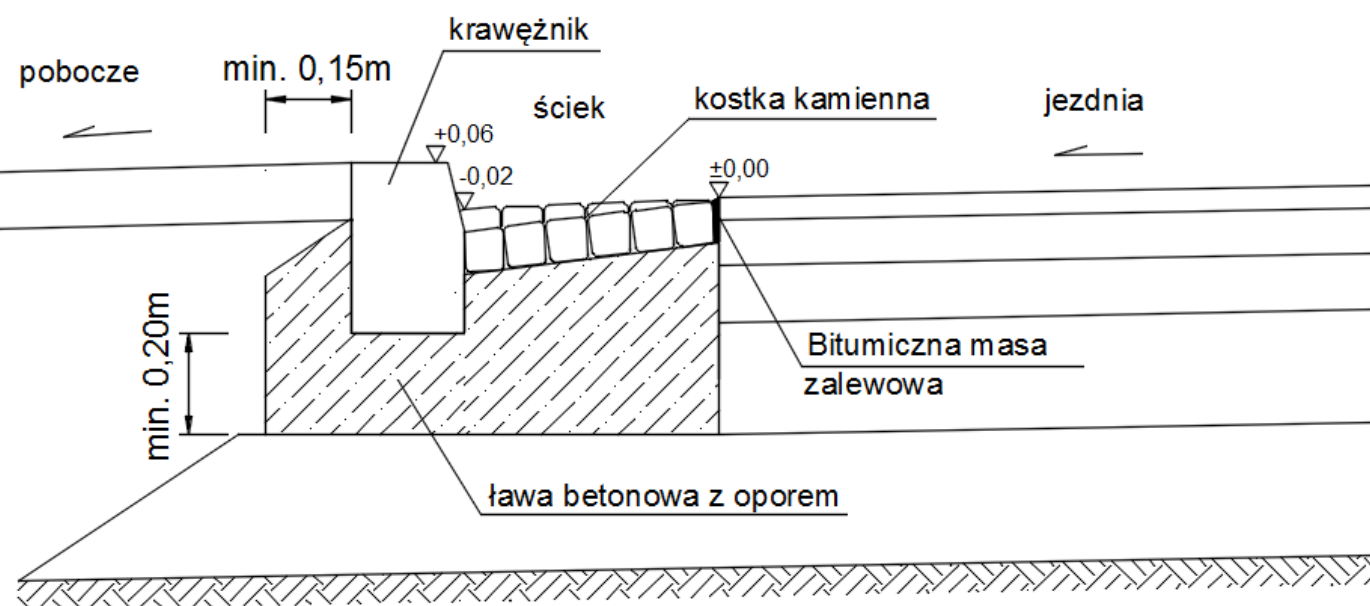 krawężnik
pobocze
min. 0,15m
ściek
kostka kamienna
jezdnia
+0,06
-0,02
±0,00
min. 0,20m
Bitumiczna masa
zalewowa
ława betonowa z oporem